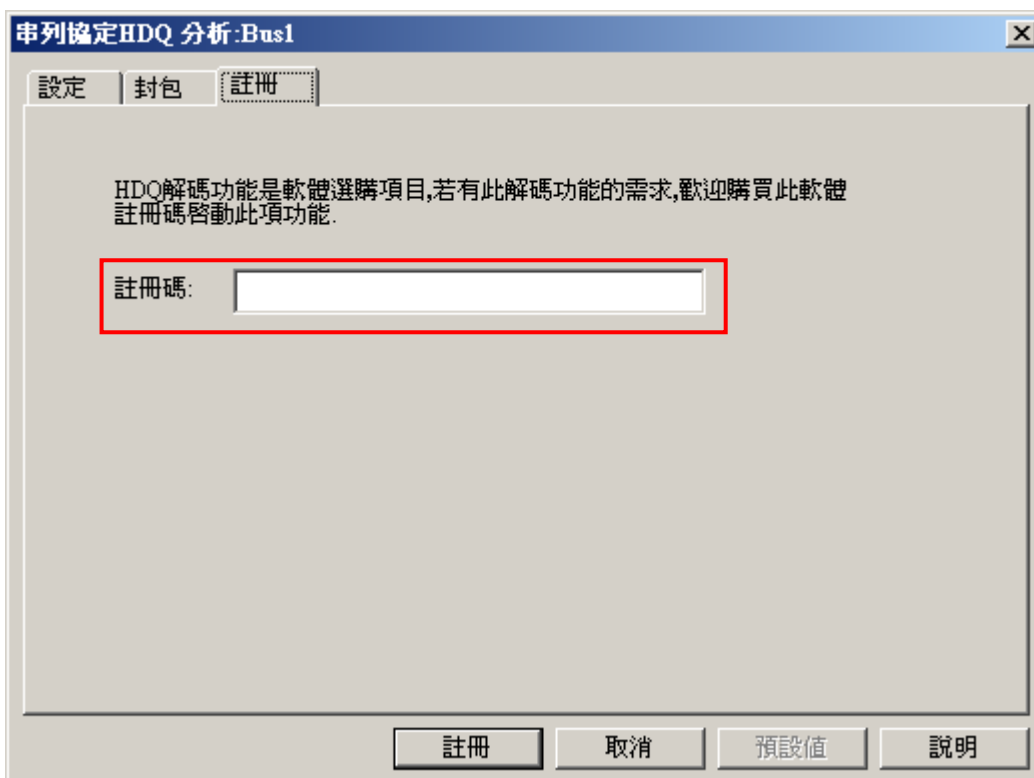 串列協定HDQ 分析:Bus1
設定 封包 註冊
HDQ解碼功能是軟體選購項目,若有此解碼功能的需求,歡迎購買此軟體
註冊碼啓動此項功能.
註冊碼:
註冊 取消 預設值 說明